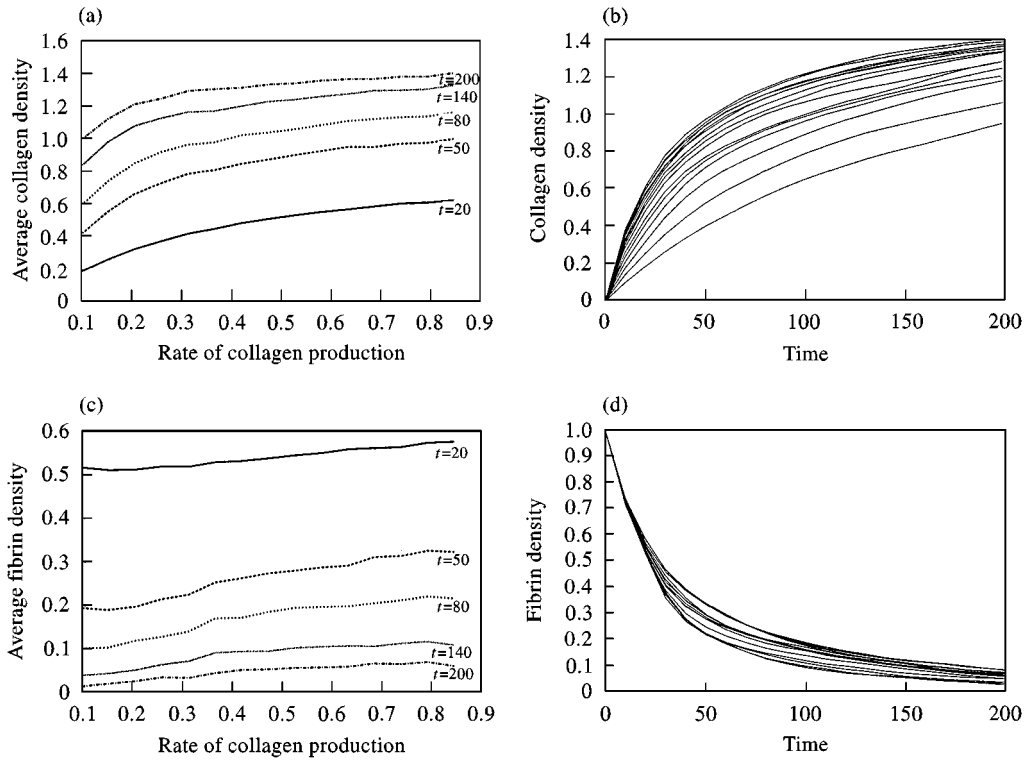 (a)
Average collagen density
1.6
1.4
1.2
1.0
0.8
0.6
0.4
0.2
0
t=200
t=140
t=80
t=50
t=20
0.1 0.2 0.3 0.4 0.5 0.6 0.7 0.8 0.9
Rate of collagen production
(b)
Collagen density
1.4
1.2
1.0
0.8
0.6
0.4
0.2
0
0 50 100 150 200
Time
(c)
Average fibrin density
0.6
0.5
0.4
0.3
0.2
0.1
0
t=20
t=50
t=80
t=140
t=200
0.1 0.2 0.3 0.4 0.5 0.6 0.7 0.8 0.9
Rate of collagen production
(d)
Fibrin density
1.0
0.9
0.8
0.7
0.6
0.5
0.4
0.3
0.2
0.1
0
0 50 100 150 200
Time